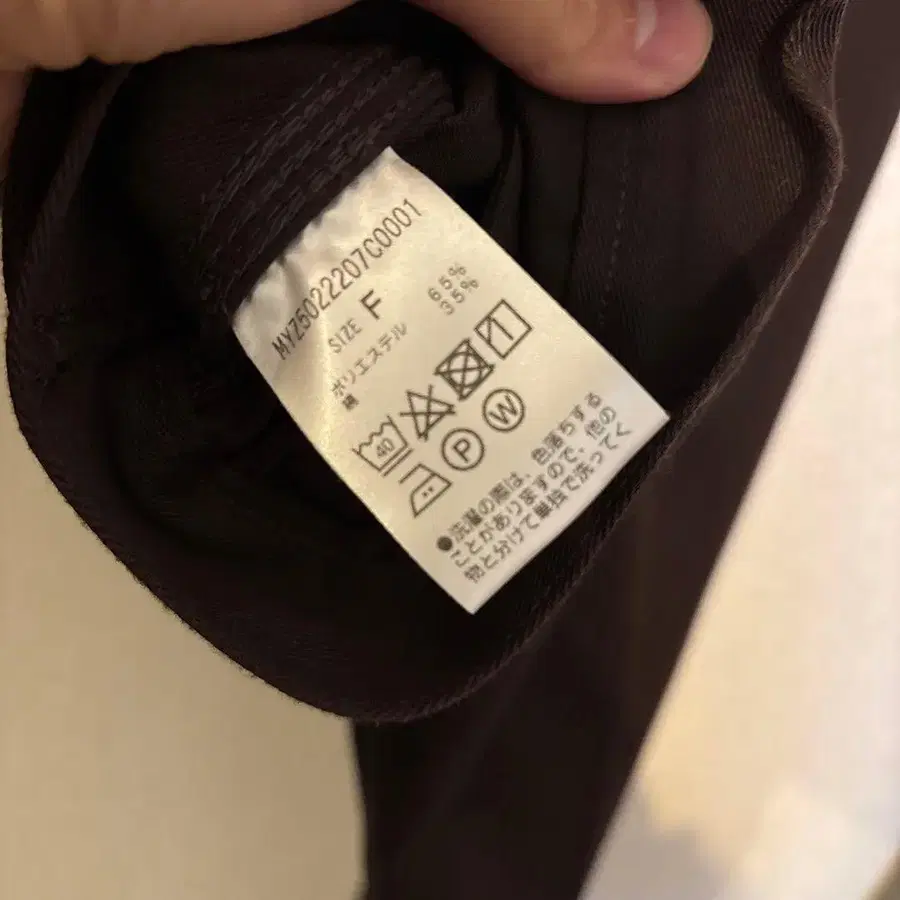 MYZ5022207C0001
SIZE F
ポリエステル 65%
綿 35%
40
P W
●洗濯の際は、色落ちする
ことがありますので、他の
物と分けて単独で洗ってく